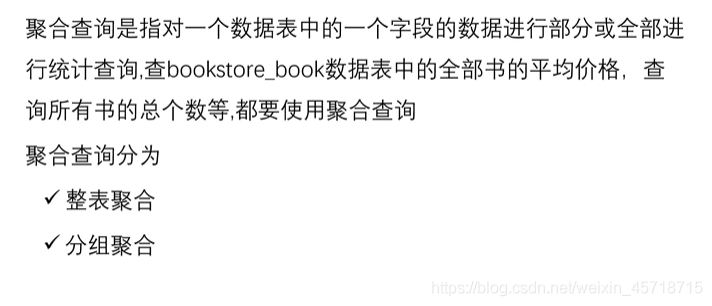 聚合查询是指对一个数据表中的一个字段的数据进行部分或全部进
行统计查询,查bookstore_book数据表中的全部书的平均价格，查
询所有书的总个数等,都要使用聚合查询
聚合查询分为
✓ 整表聚合
✓ 分组聚合
https://blog.csdn.net/weixin_45718715